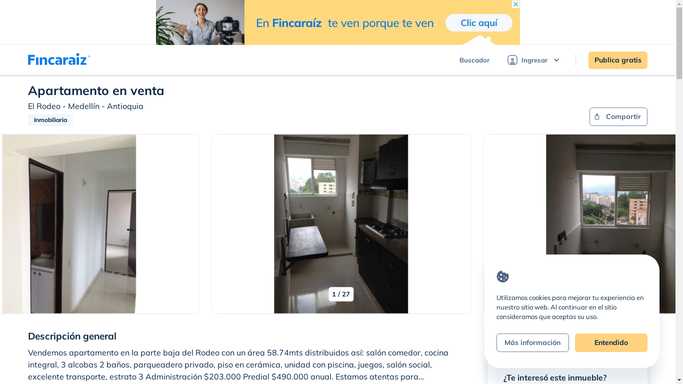 En Fincaraíz te ven porque te ven
Clic aquí
Fincaraíz
Buscador
Ingresar
Publica gratis
Apartamento en venta
El Rodeo - Medellín - Antioquia
Inmobiliaria
Compartir
1 / 27
Utilizamos cookies para mejorar tu experiencia en
nuestro sitio web. Al continuar en el sitio
consideramos que aceptas su uso.
Más información
Entendido
Descripción general
Vendemos apartamento en la parte baja del Rodeo con un área 58.74mts distribuidos así: salón comedor, cocina
integral, 3 alcobas 2 baños, parqueadero privado, piso en cerámica, unidad con piscina, juegos, salón social,
excelente transporte, estrato 3 Administración $203.000 Predial $490.000 anual. Estamos atentas para...
¿Te interesó este inmueble?